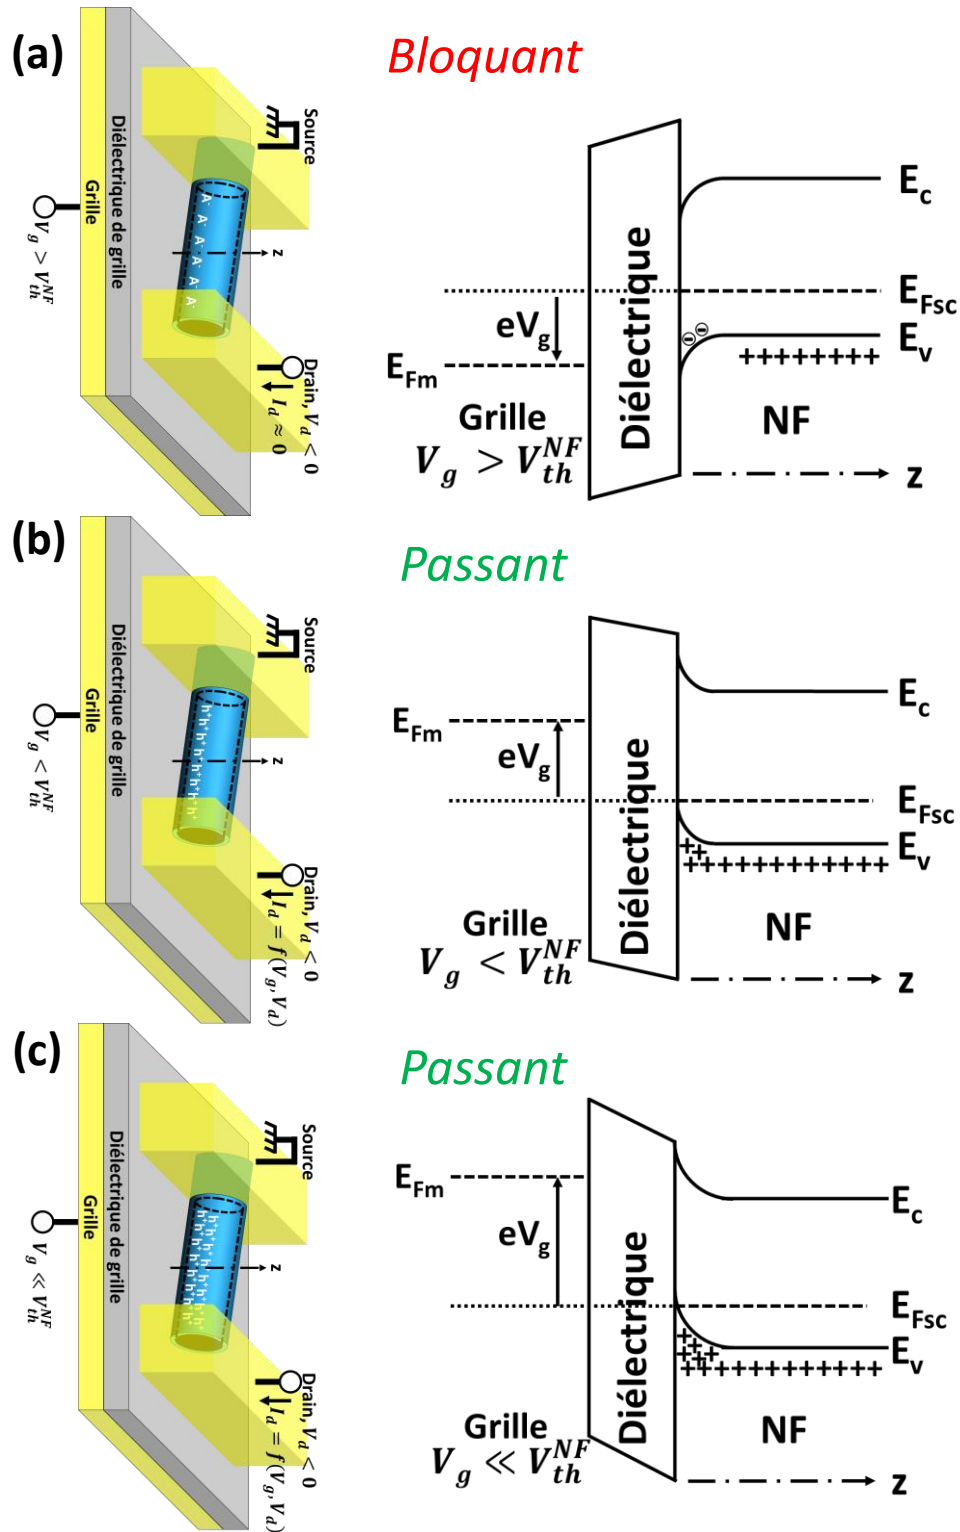 (a)
Bloquant
Source
Diélectrique de grille
Grille
V_g > V_th^NF
A⁻ A⁻ A⁻ A⁻ A⁻ A⁻
z
Drain, V_d < 0
I_d ≈ 0
E_c
E_Fsc
E_v
eV_g
E_Fm
Diélectrique
Grille
V_g > V_th^NF
++++++++
NF
z
(b)
Passant
Source
Diélectrique de grille
Grille
V_g < V_th^NF
h⁺h⁺h⁺h⁺h⁺h⁺h⁺h⁺
z
Drain, V_d < 0
I_d = f(V_g, V_d)
E_c
E_Fm
eV_g
E_Fsc
E_v
Diélectrique
Grille
V_g < V_th^NF
NF
z
(c)
Passant
Source
Diélectrique de grille
Grille
V_g ≪ V_th^NF
z
Drain, V_d < 0
I_d = f(V_g, V_d)
E_Fm
E_c
eV_g
E_Fsc
E_v
Diélectrique
Grille
V_g ≪ V_th^NF
NF
z